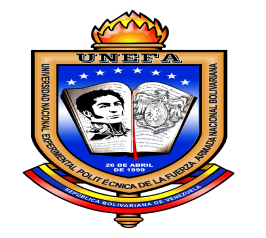 UNEFA
UNIVERSIDAD NACIONAL EXPERIMENTAL POLITÉCNICA DE LA FUERZA ARMADA NACIONAL BOLIVARIANA
26 DE ABRIL
DE 1999
REPÚBLICA BOLIVARIANA DE VENEZUELA